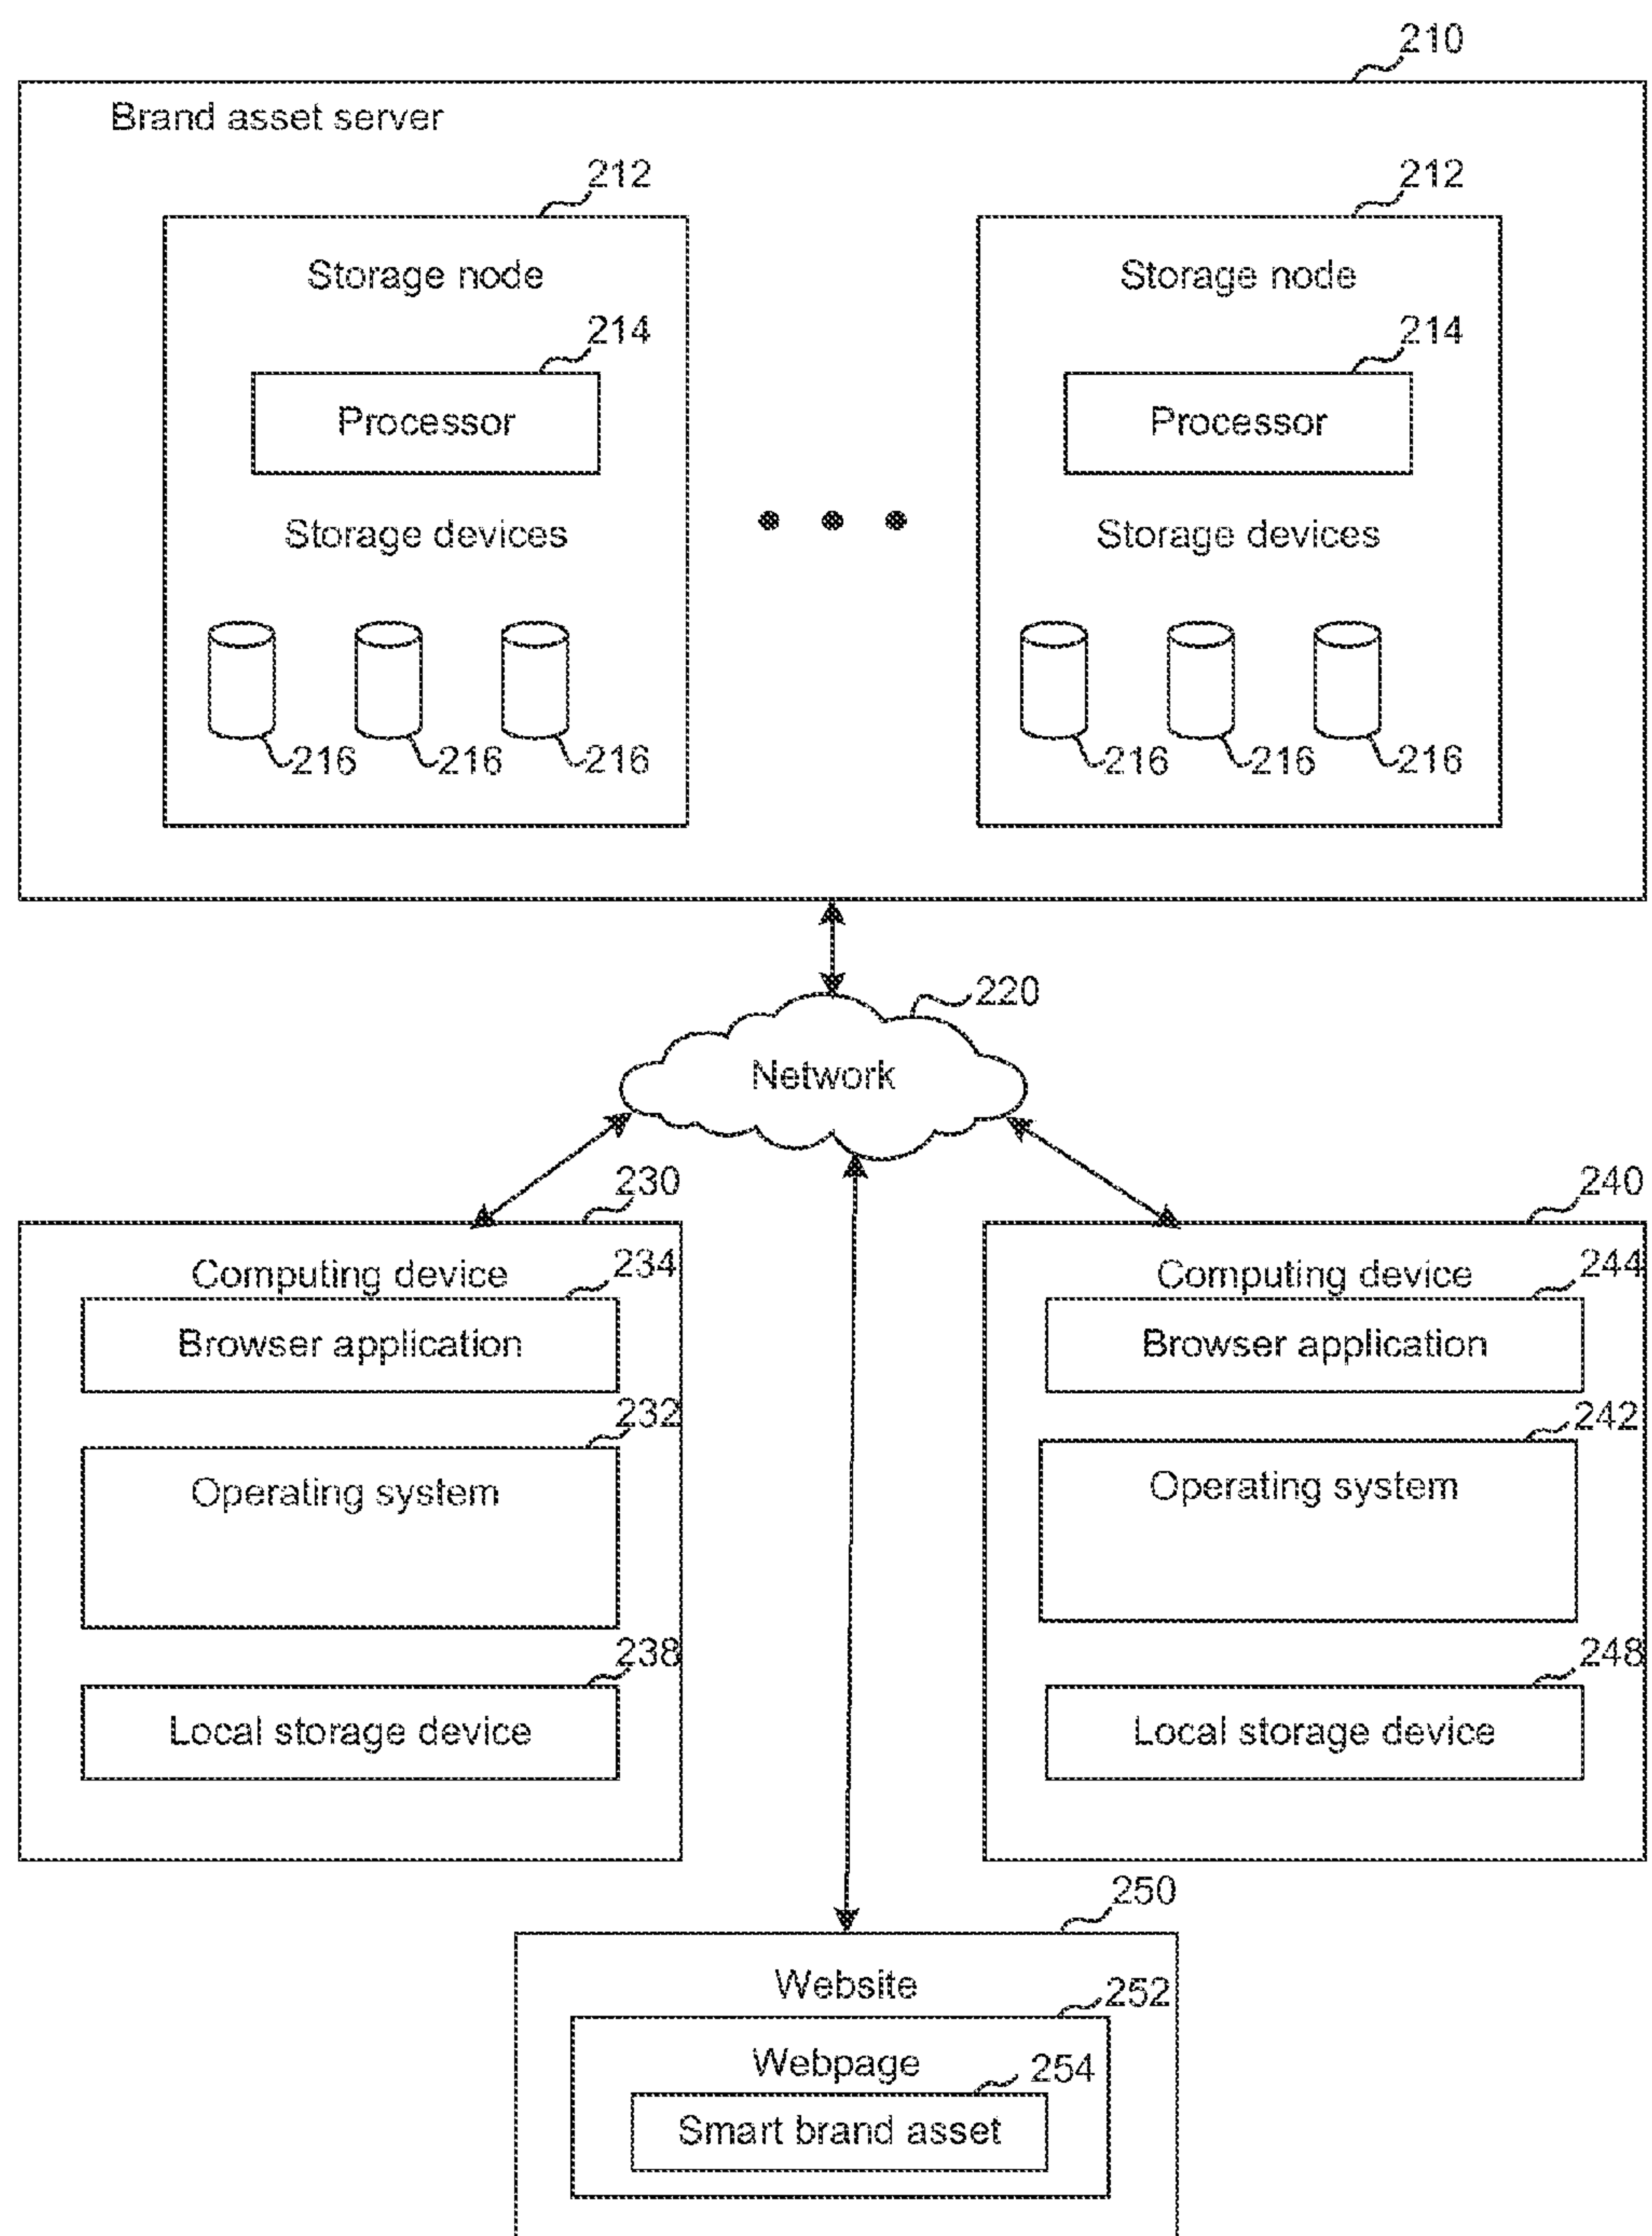 210
Brand asset server
212 212
Storage node Storage node
214 214
Processor Processor
Storage devices Storage devices
216 216 216 216 216 216
220
Network
230 240
Computing device 234 Computing device 244
Browser application Browser application
232 242
Operating system Operating system
238 248
Local storage device Local storage device
250
Website
252
Webpage 254
Smart brand asset